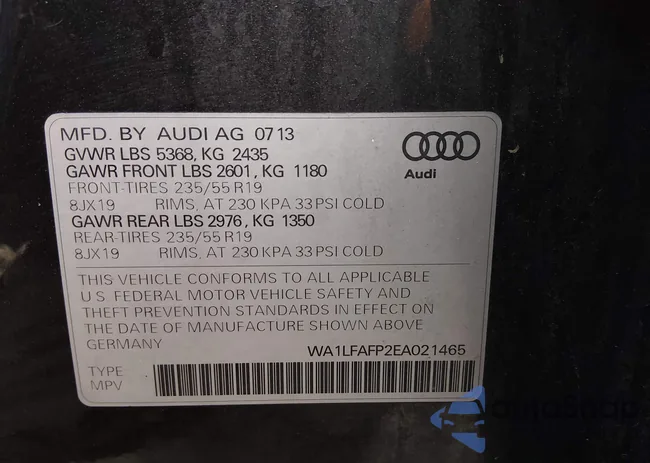 MFD. BY AUDI AG 0713
GVWR LBS 5368, KG 2435
GAWR FRONT LBS 2601, KG 1180
FRONT-TIRES 235/55 R19
8JX19 RIMS, AT 230 KPA 33 PSI COLD
GAWR REAR LBS 2976, KG 1350
REAR-TIRES 235/55 R19
8JX19 RIMS, AT 230 KPA 33 PSI COLD
Audi
THIS VEHICLE CONFORMS TO ALL APPLICABLE
U.S. FEDERAL MOTOR VEHICLE SAFETY AND
THEFT PREVENTION STANDARDS IN EFFECT ON
THE DATE OF MANUFACTURE SHOWN ABOVE
GERMANY WA1LFAFP2EA021465
TYPE
MPV